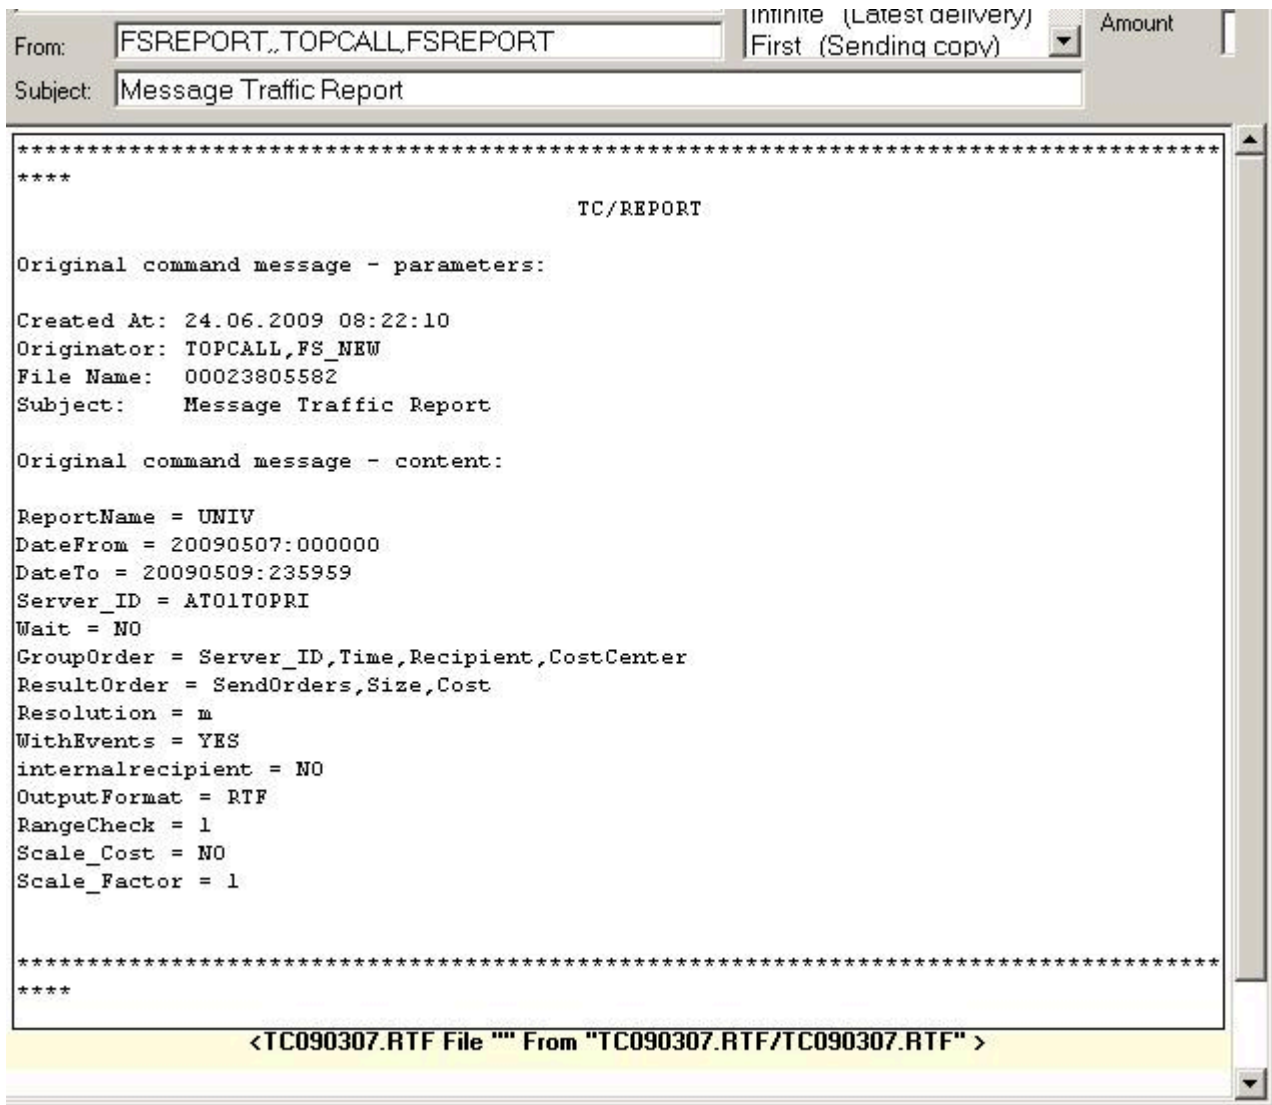 Infinite (Latest delivery)
Amount
From: FSREPORT,,TOPCALL,FSREPORT
First (Sending copy)
Subject: Message Traffic Report
**************************************************************************************
****
TC/REPORT
Original command message - parameters:
Created At: 24.06.2009 08:22:10
Originator: TOPCALL,FS_NEW
File Name: 00023805582
Subject: Message Traffic Report
Original command message - content:
ReportName = UNIV
DateFrom = 20090507:000000
DateTo = 20090509:235959
Server_ID = AT01TOPRI
Wait = NO
GroupOrder = Server_ID,Time,Recipient,CostCenter
ResultOrder = SendOrders,Size,Cost
Resolution = m
WithEvents = YES
internalrecipient = NO
OutputFormat = RTF
RangeCheck = 1
Scale_Cost = NO
Scale_Factor = 1
**************************************************************************************
****
<TC090307.RTF File "" From "TC090307.RTF/TC090307.RTF" >